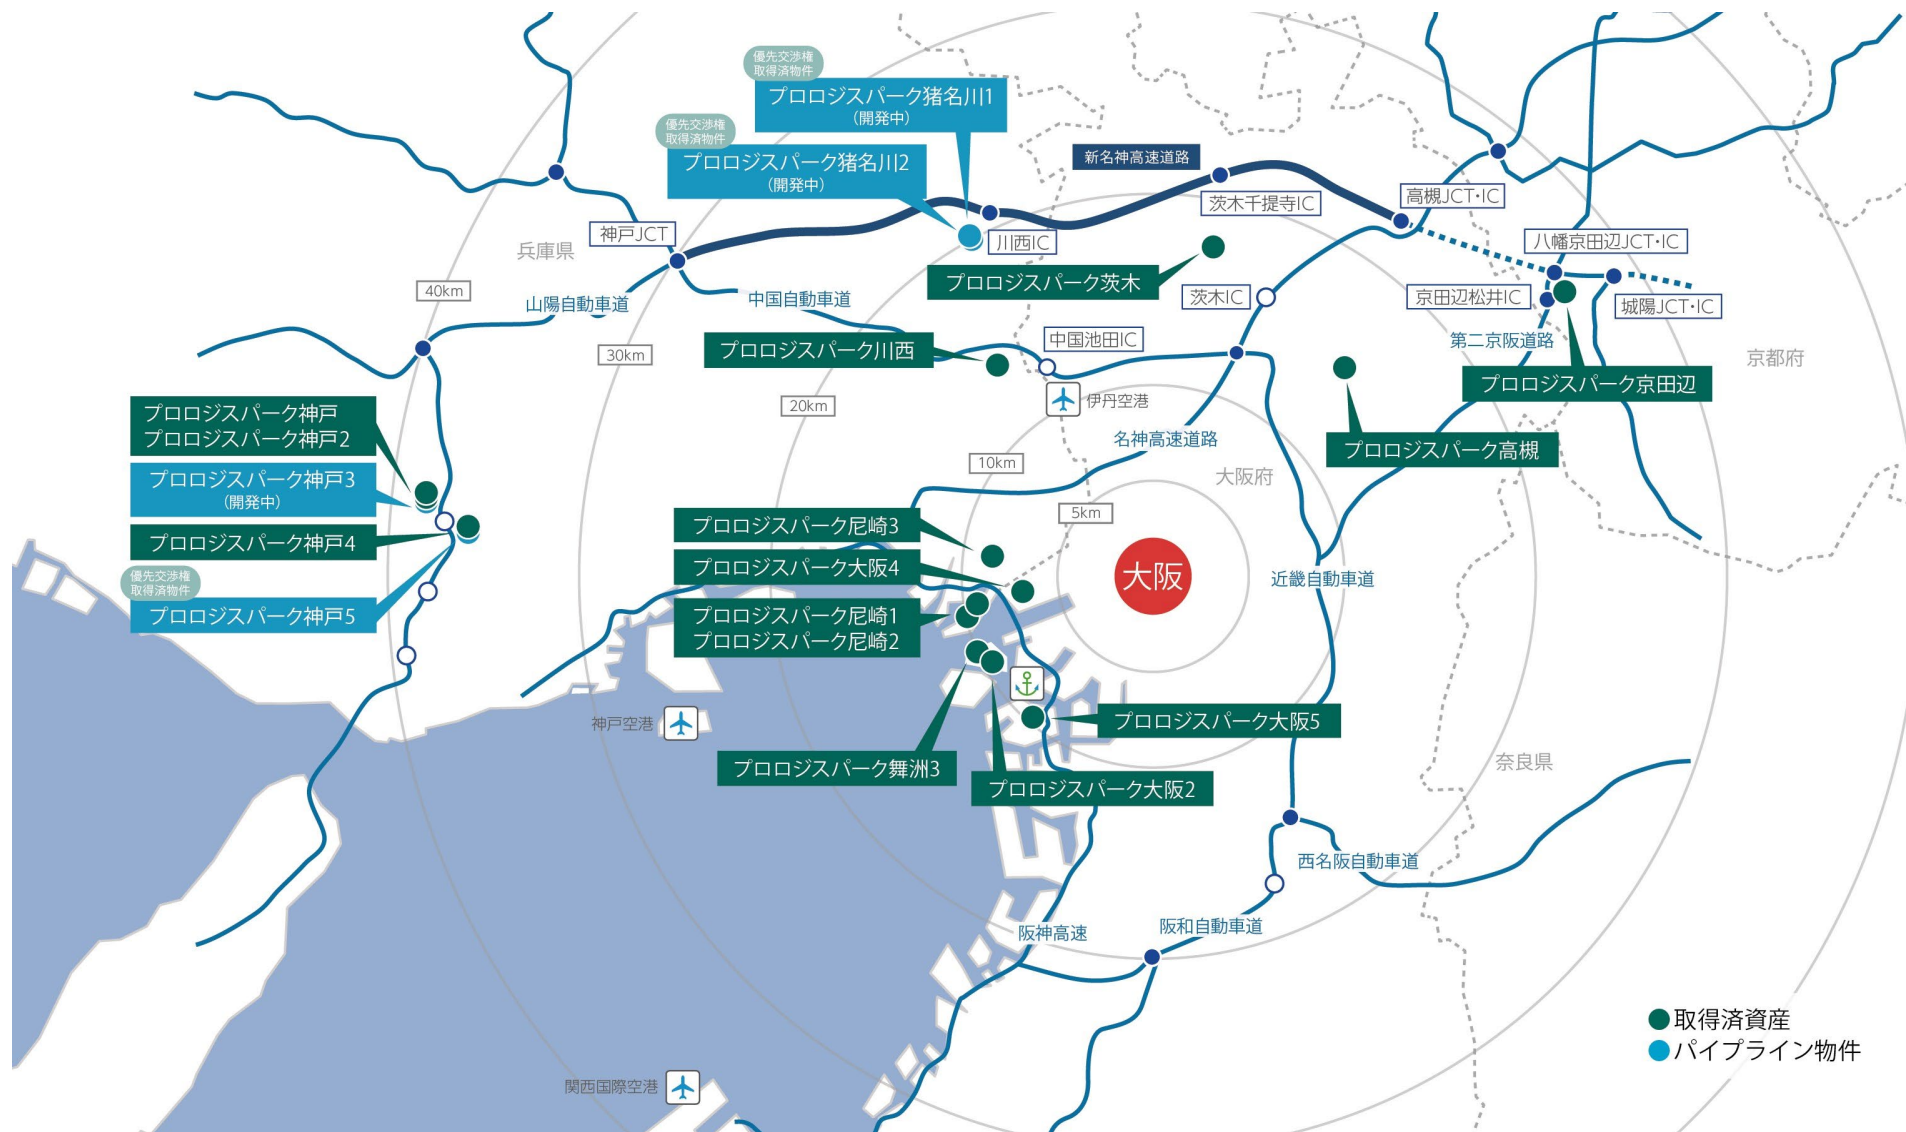 優先交渉権
取得済物件
プロロジスパーク猪名川1
(開発中)
優先交渉権
取得済物件
プロロジスパーク猪名川2
(開発中)
新名神高速道路
茨木千提寺IC
高槻JCT・IC
神戸JCT
川西IC
八幡京田辺JCT・IC
兵庫県
プロロジスパーク茨木
40km
山陽自動車道
中国自動車道
茨木IC
京田辺松井IC
城陽JCT・IC
30km
プロロジスパーク川西
中国池田IC
第二京阪道路
京都府
20km
伊丹空港
プロロジスパーク京田辺
プロロジスパーク神戸
プロロジスパーク神戸2
名神高速道路
プロロジスパーク高槻
10km
大阪府
プロロジスパーク神戸3
(開発中)
5km
プロロジスパーク尼崎3
プロロジスパーク神戸4
プロロジスパーク大阪4
大阪
近畿自動車道
優先交渉権
取得済物件
プロロジスパーク神戸5
プロロジスパーク尼崎1
プロロジスパーク尼崎2
神戸空港
プロロジスパーク大阪5
プロロジスパーク舞洲3
プロロジスパーク大阪2
奈良県
西名阪自動車道
阪神高速
阪和自動車道
関西国際空港
取得済資産
パイプライン物件